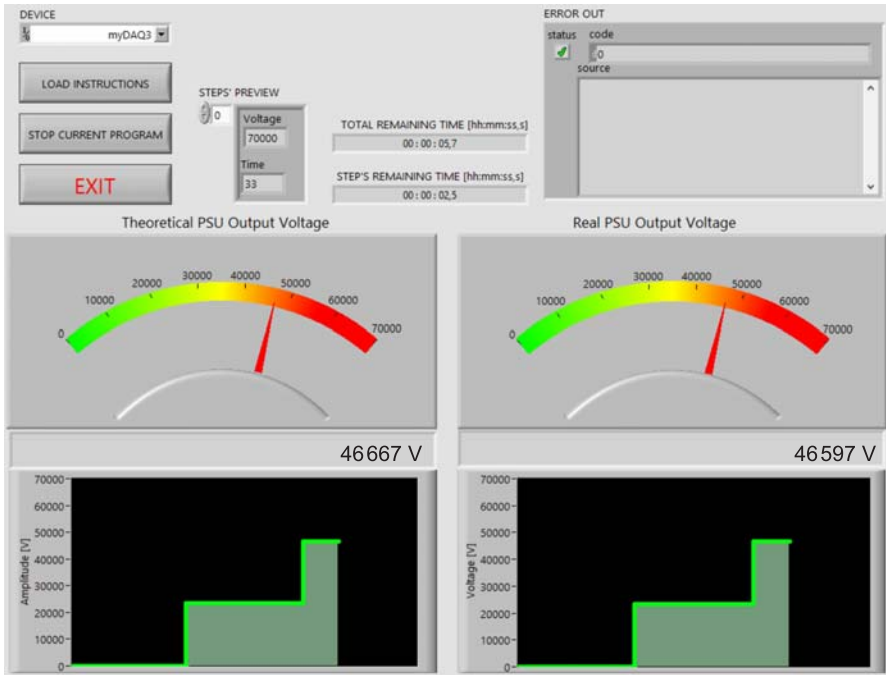 DEVICE
myDAQ3
LOAD INSTRUCTIONS
STOP CURRENT PROGRAM
EXIT
STEPS' PREVIEW
0
Voltage
70000
Time
33
TOTAL REMAINING TIME [hh:mm:ss,s]
00 : 00 : 05,7
STEP'S REMAINING TIME [hh:mm:ss,s]
00 : 00 : 02,5
ERROR OUT
status code
0
source
Theoretical PSU Output Voltage
0 10000 20000 30000 40000 50000 60000 70000
46667 V
Real PSU Output Voltage
0 10000 20000 30000 40000 50000 60000 70000
46597 V
Amplitude [V]
70000
60000
50000
40000
30000
20000
10000
0
Voltage [V]
70000
60000
50000
40000
30000
20000
10000
0